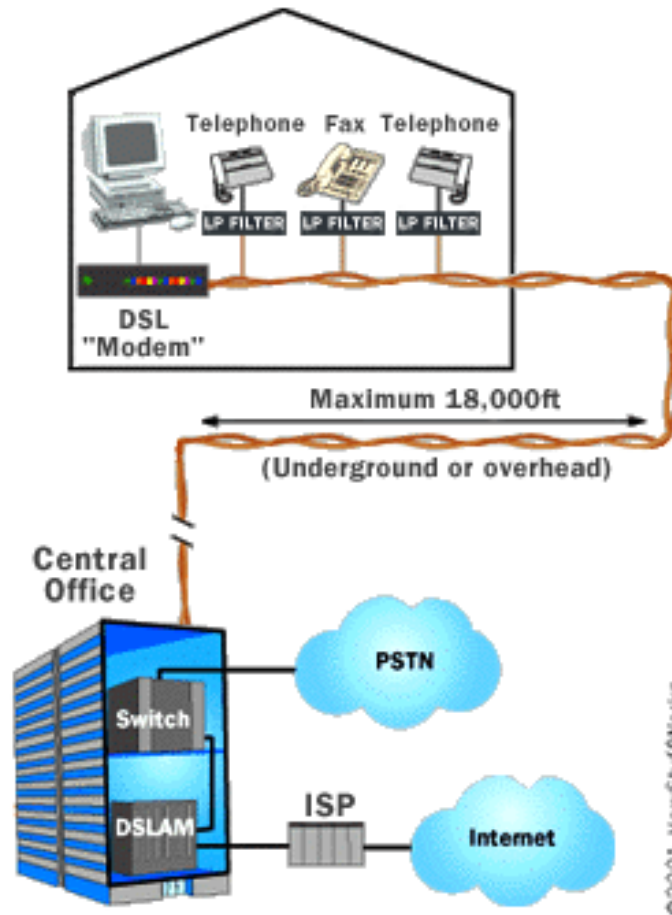 Telephone Fax Telephone
LP FILTER LP FILTER LP FILTER
DSL
"Modem"
Maximum 18,000ft
(Underground or overhead)
Central
Office
PSTN
Switch
ISP
DSLAM
Internet